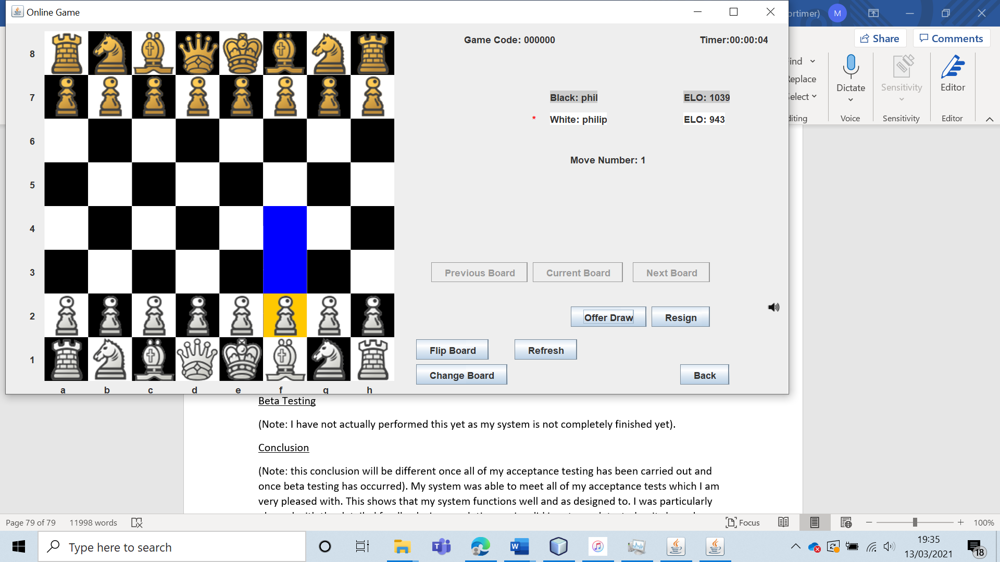 Online Game
ortimer)
M
Share
Comments
8
7
6
5
4
3
2
1
a
b
c
d
e
f
g
h
Game Code: 000000
Timer:00:00:04
Black: phil
ELO: 1039
*
White: philip
ELO: 943
Move Number: 1
Previous Board
Current Board
Next Board
Offer Draw
Resign
Flip Board
Refresh
Change Board
Back
ind
Replace
Select
diting
Dictate
Voice
Sensitivity
Sensitivity
Editor
Editor
Beta Testing
(Note: I have not actually performed this yet as my system is not completely finished yet).
Conclusion
(Note: this conclusion will be different once all of my acceptance testing has been carried out and
once beta testing has occurred). My system was able to meet all of my acceptance tests which I am
very pleased with. This shows that my system functions well and as designed to. I was particularly
Page 79 of 79
11998 words
Focus
100%
Type here to search
19:35
13/03/2021
18